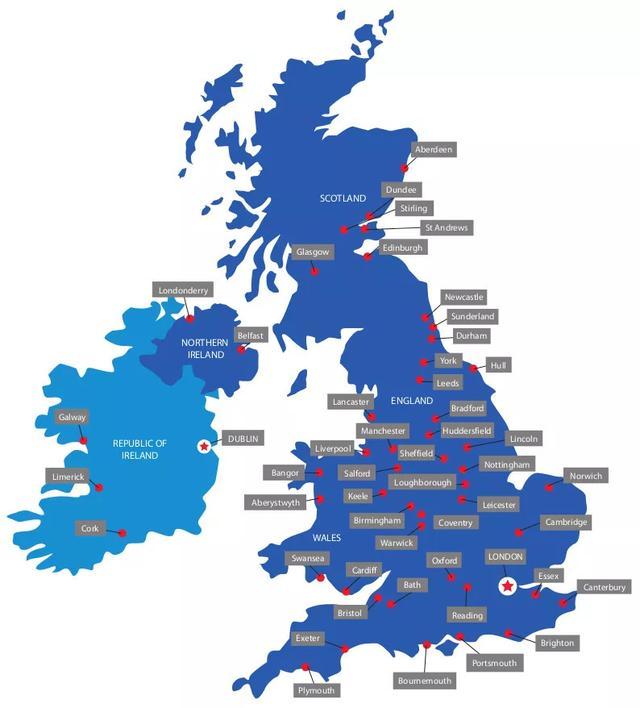 Aberdeen
Dundee
SCOTLAND
Stirling
St Andrews
Glasgow
Edinburgh
Londonderry
Newcastle
Sunderland
Belfast
Durham
NORTHERN
IRELAND
York
Hull
Leeds
ENGLAND
Lancaster
Bradford
Galway
Manchester
Huddersfield
DUBLIN
Lincoln
REPUBLIC OF
IRELAND
Liverpool
Sheffield
Nottingham
Bangor
Salford
Limerick
Loughborough
Norwich
Keele
Aberystwyth
Leicester
Birmingham
Coventry
Cambridge
Cork
WALES
Warwick
Swansea
Oxford
LONDON
Cardiff
Essex
Bath
Canterbury
Bristol
Reading
Exeter
Brighton
Portsmouth
Bournemouth
Plymouth